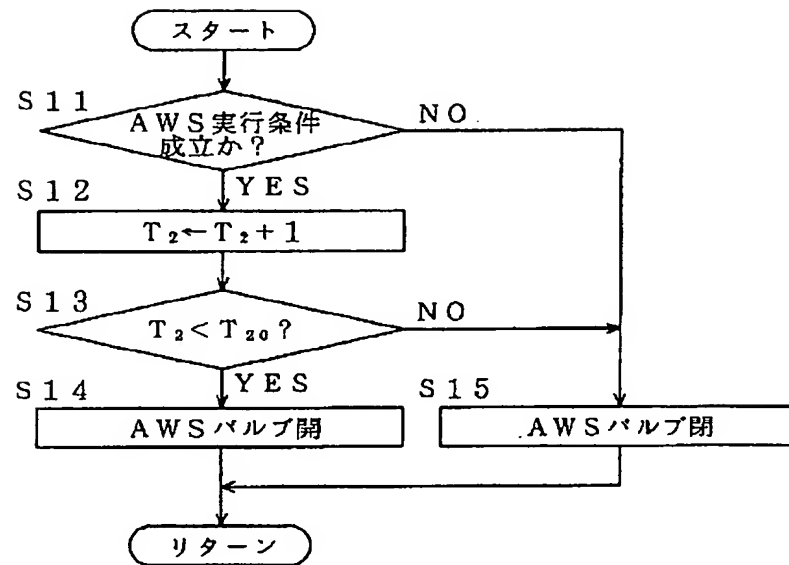 スタート
S11
AWS実行条件
成立か?
NO
YES
S12
T₂←T₂+1
S13
T₂<T₂₀?
NO
YES
S14
AWSバルブ開
S15
AWSバルブ閉
リターン